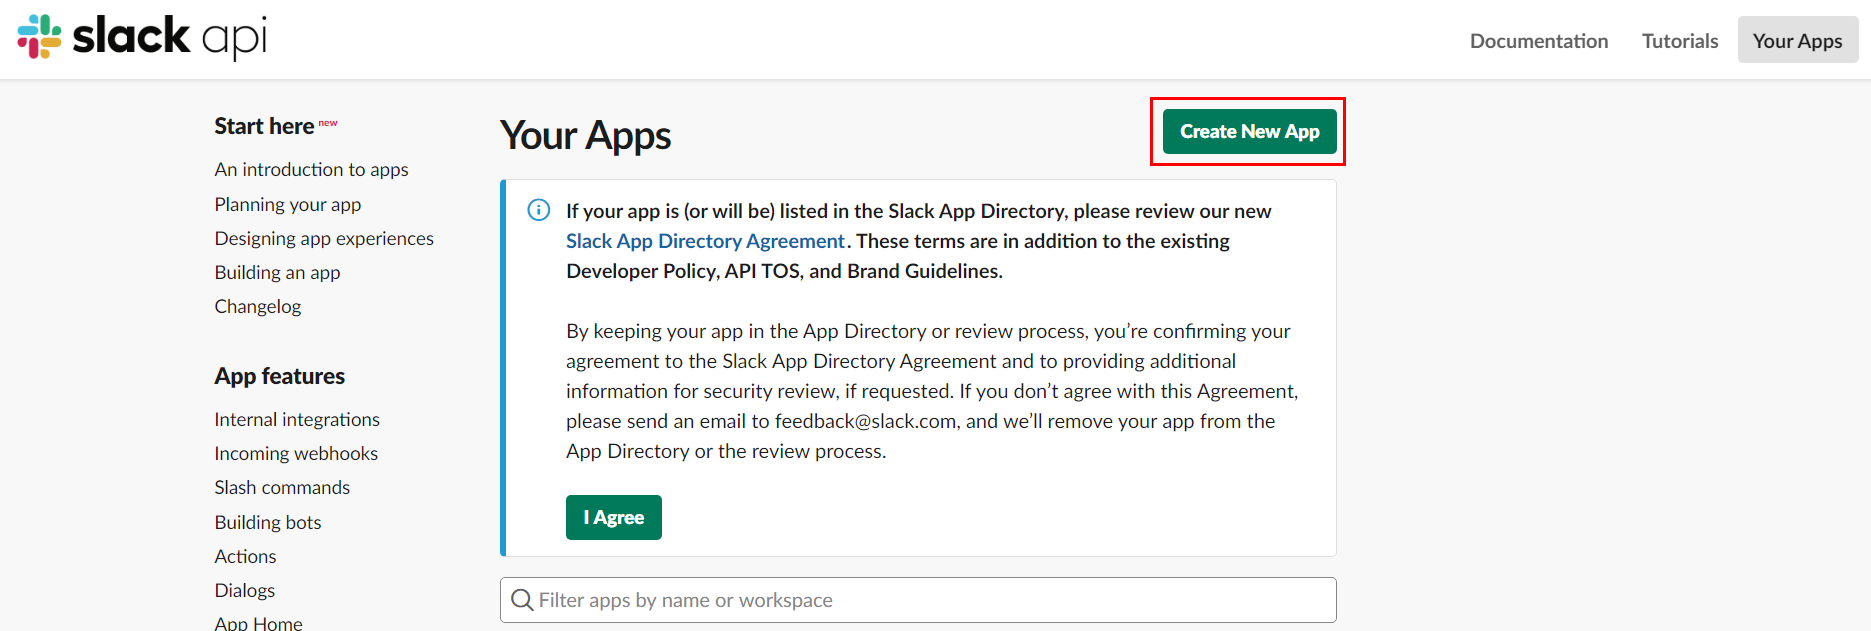 slack api
Documentation
Tutorials
Your Apps
Start here new
An introduction to apps
Planning your app
Designing app experiences
Building an app
Changelog
App features
Internal integrations
Incoming webhooks
Slash commands
Building bots
Actions
Dialogs
App Home
Your Apps
Create New App
If your app is (or will be) listed in the Slack App Directory, please review our new
Slack App Directory Agreement. These terms are in addition to the existing
Developer Policy, API TOS, and Brand Guidelines.
By keeping your app in the App Directory or review process, you’re confirming your
agreement to the Slack App Directory Agreement and to providing additional
information for security review, if requested. If you don’t agree with this Agreement,
please send an email to feedback@slack.com, and we’ll remove your app from the
App Directory or the review process.
I Agree
Filter apps by name or workspace